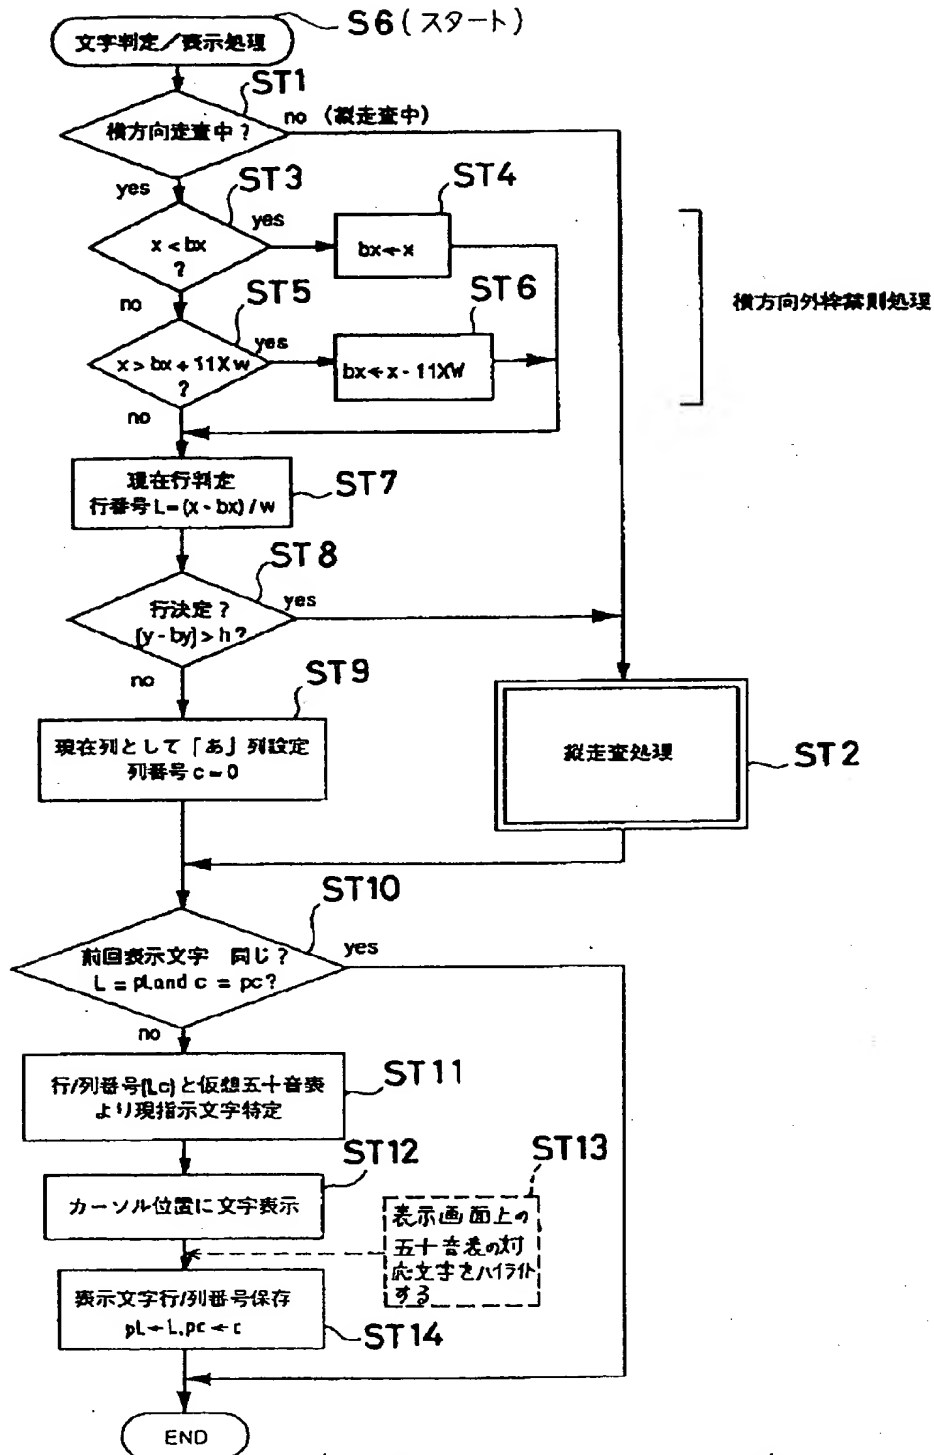 S6(スタート)
文字判定/表示処理
ST1
横方向走査中?
no (縦走査中)
yes
ST3
x < bx
?
yes
ST4
bx←x
no
ST5
x > bx + 11Xw
?
yes
ST6
bx←x - 11XW
横方向外枠禁則処理
no
現在行判定
行番号L=(x - bx) / w
ST7
ST8
行決定?
[y - by] > h?
yes
no
ST9
現在列として「あ」列設定
列番号c=0
縦走査処理
ST2
ST10
前回表示文字 同じ?
L = pLand c = pc?
yes
no
行/列番号(Lc)と仮想五十音表
より現指示文字特定
ST11
ST12
カーソル位置に文字表示
ST13
表示画面上の
五十音表の対
応文字をハイライト
する
表示文字行/列番号保存
pL←L,pc←c
ST14
END